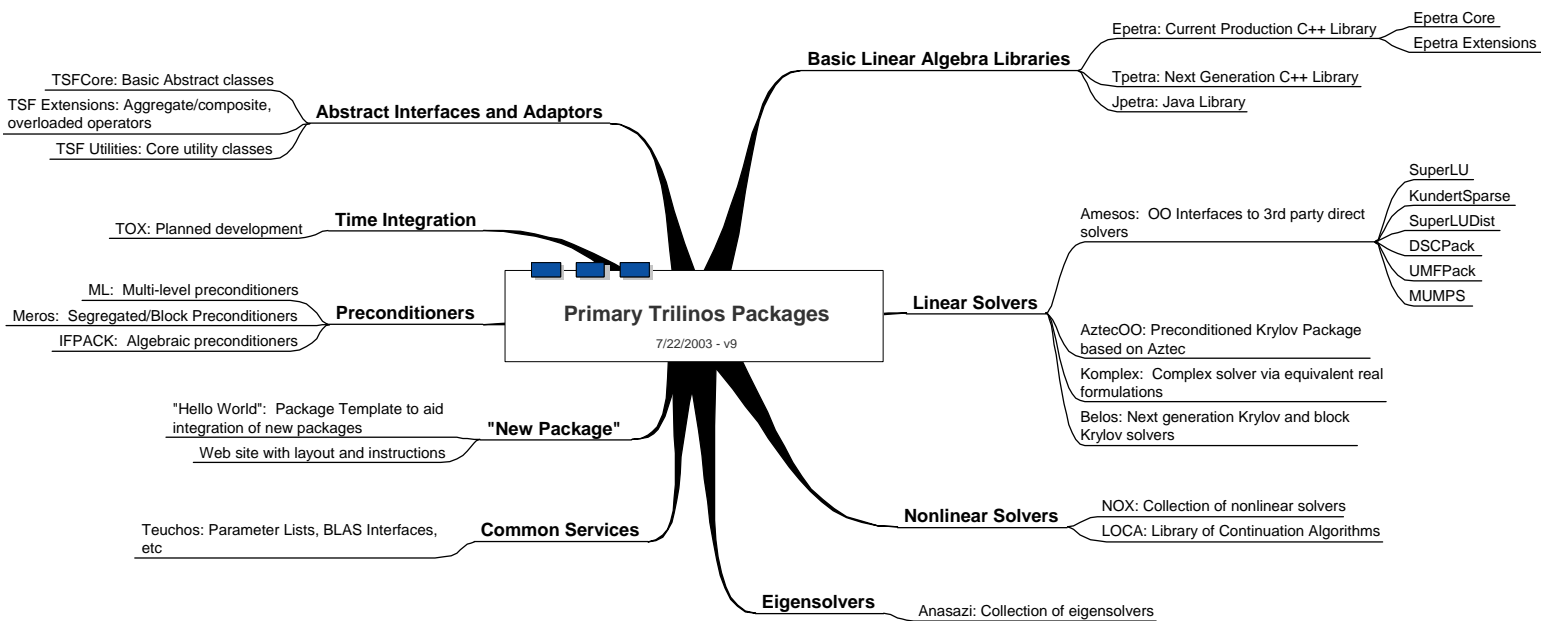 Primary Trilinos Packages
7/22/2003 - v9
Basic Linear Algebra Libraries
Epetra: Current Production C++ Library
Epetra Core
Epetra Extensions
Tpetra: Next Generation C++ Library
Jpetra: Java Library
Linear Solvers
Amesos: OO Interfaces to 3rd party direct
solvers
SuperLU
KundertSparse
SuperLUDist
DSCPack
UMFPack
MUMPS
AztecOO: Preconditioned Krylov Package
based on Aztec
Komplex: Complex solver via equivalent real
formulations
Belos: Next generation Krylov and block
Krylov solvers
Nonlinear Solvers
NOX: Collection of nonlinear solvers
LOCA: Library of Continuation Algorithms
Eigensolvers
Anasazi: Collection of eigensolvers
Common Services
Teuchos: Parameter Lists, BLAS Interfaces,
etc
"New Package"
"Hello World": Package Template to aid
integration of new packages
Web site with layout and instructions
Preconditioners
ML: Multi-level preconditioners
Meros: Segregated/Block Preconditioners
IFPACK: Algebraic preconditioners
Time Integration
TOX: Planned development
Abstract Interfaces and Adaptors
TSFCore: Basic Abstract classes
TSF Extensions: Aggregate/composite,
overloaded operators
TSF Utilities: Core utility classes